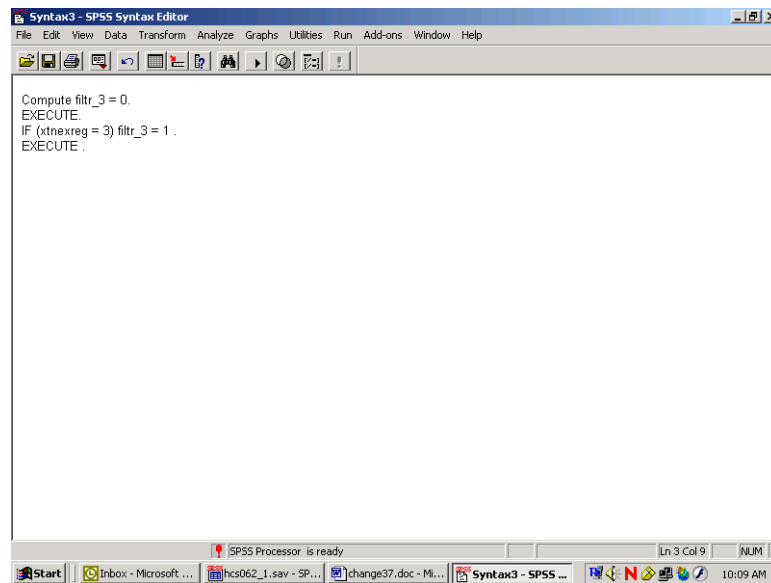 Syntax3 - SPSS Syntax Editor
File Edit View Data Transform Analyze Graphs Utilities Run Add-ons Window Help
Compute filtr_3 = 0.
EXECUTE.
IF (xtnexreg = 3) filtr_3 = 1 .
EXECUTE .
SPSS Processor is ready
Ln 3 Col 9
NUM
Start
Inbox - Microsoft ...
hcs062_1.sav - SP...
change37.doc - Mi...
Syntax3 - SPSS ...
10:09 AM